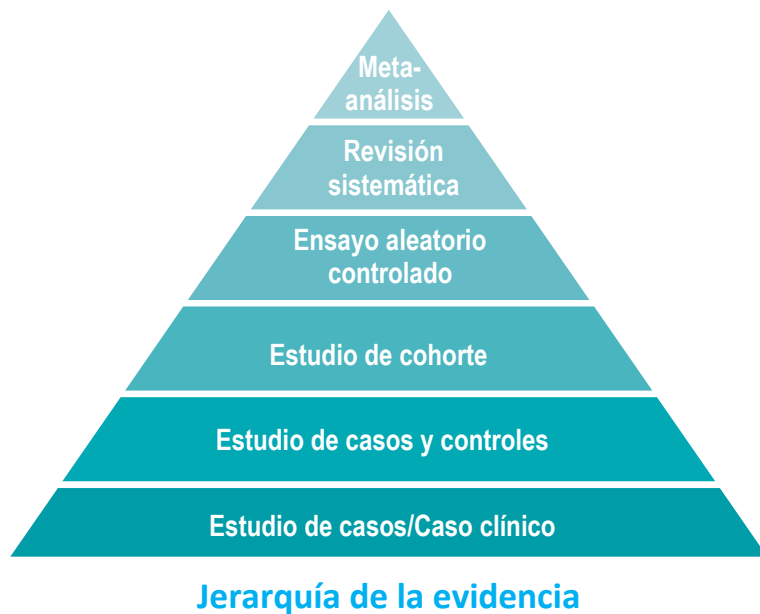 Meta-
análisis
Revisión
sistemática
Ensayo aleatorio
controlado
Estudio de cohorte
Estudio de casos y controles
Estudio de casos/Caso clínico
Jerarquía de la evidencia